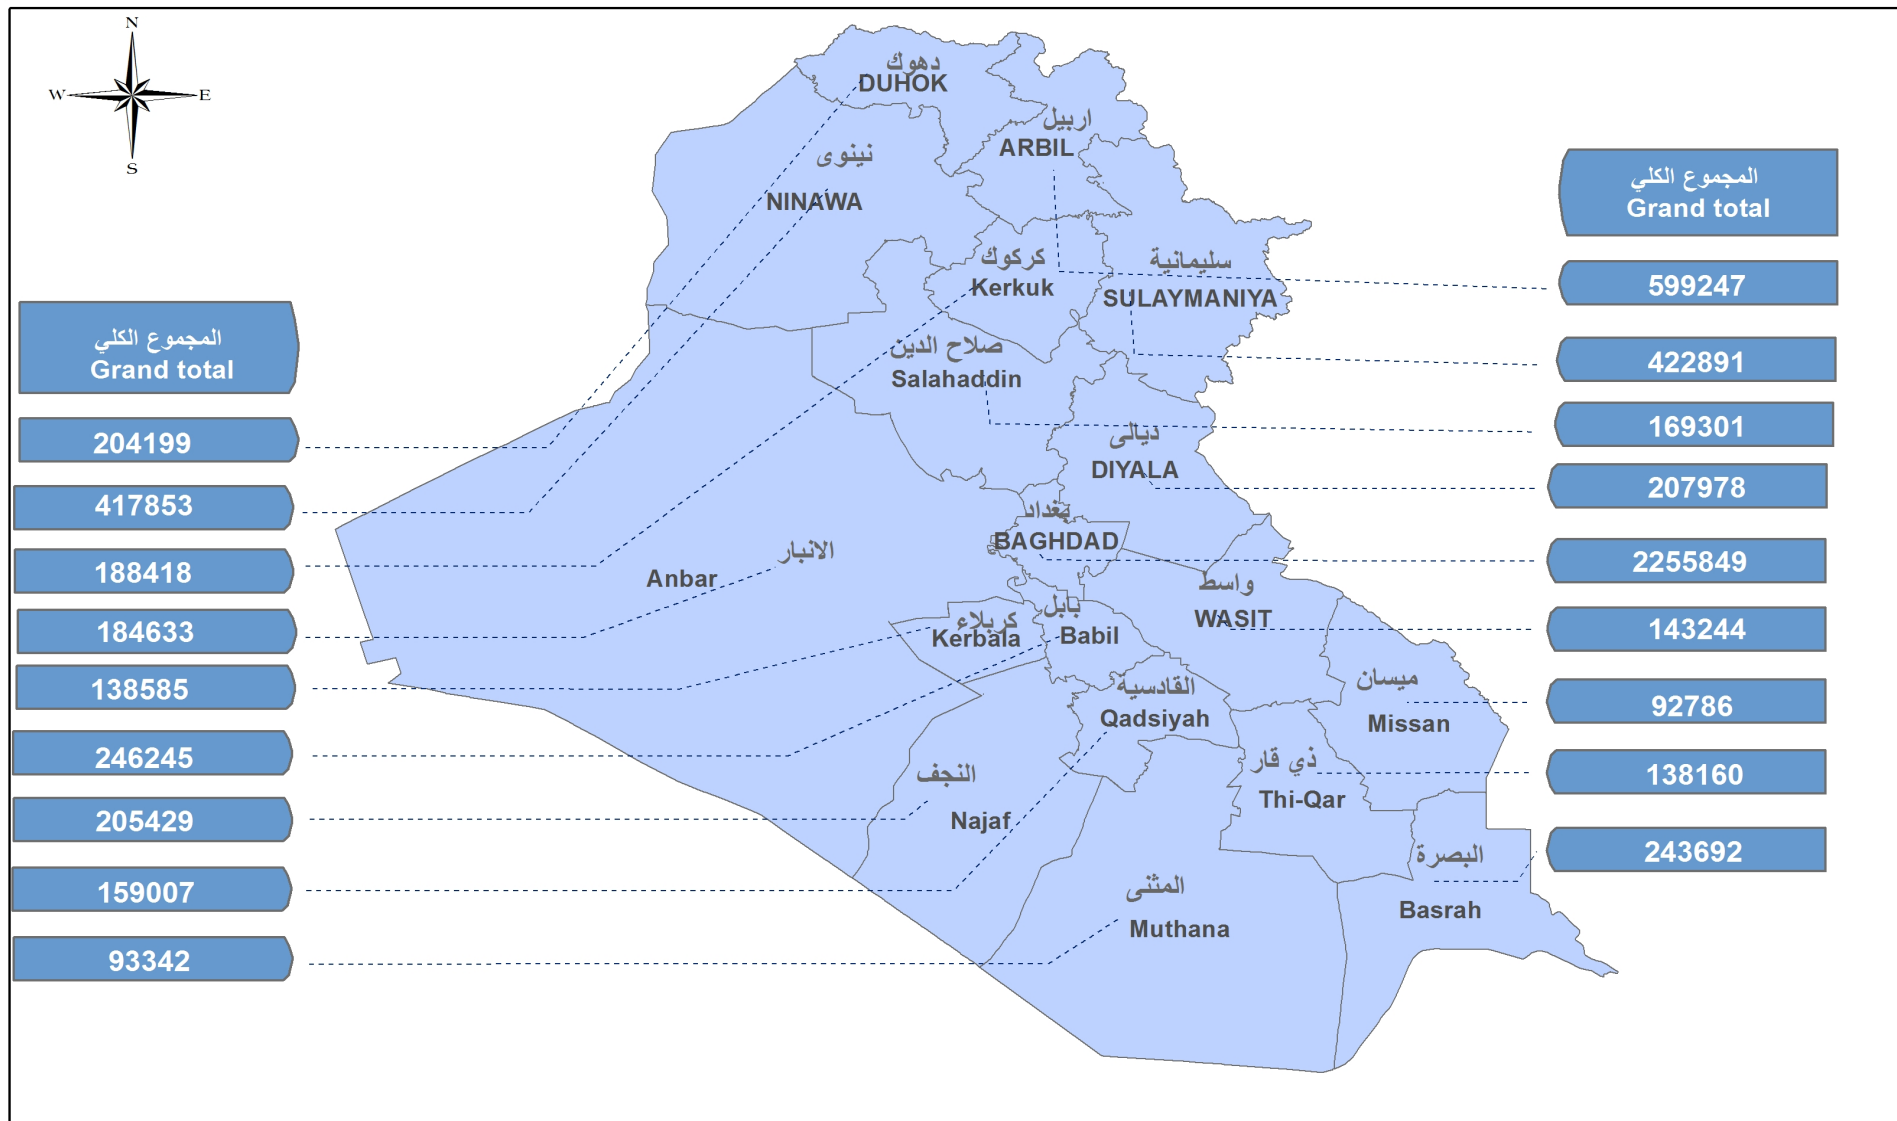 N
W
E
S
دهوك
DUHOK
اربيل
ARBIL
نينوى
NINAWA
كركوك
Kerkuk
سليمانية
SULAYMANIYA
صلاح الدين
Salahaddin
ديالى
DIYALA
بغداد
BAGHDAD
الانبار
Anbar
واسط
WASIT
بابل
Babil
كربلاء
Kerbala
القادسية
Qadsiyah
ميسان
Missan
النجف
Najaf
ذي قار
Thi-Qar
المثنى
Muthana
البصرة
Basrah
المجموع الكلي
Grand total
204199
417853
188418
184633
138585
246245
205429
159007
93342
المجموع الكلي
Grand total
599247
422891
169301
207978
2255849
143244
92786
138160
243692